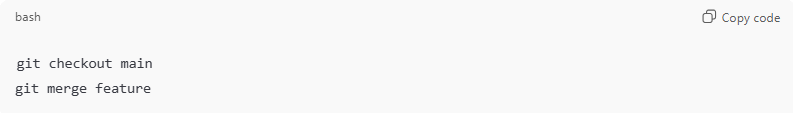 bash Copy code
git checkout main
git merge feature